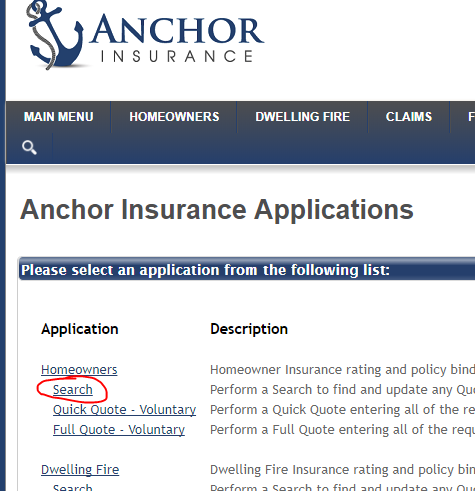 ANCHOR
INSURANCE
MAIN MENU HOMEOWNERS DWELLING FIRE CLAIMS F
Anchor Insurance Applications
Please select an application from the following list:
Application Description
Homeowners Homeowner Insurance rating and policy bind
Search Perform a Search to find and update any Quo
Quick Quote - Voluntary Perform a Quick Quote entering all of the re
Full Quote - Voluntary Perform a Full Quote entering all of the requ
Dwelling Fire Dwelling Fire Insurance rating and policy bind
Search Perform a Search to find and update any Quo